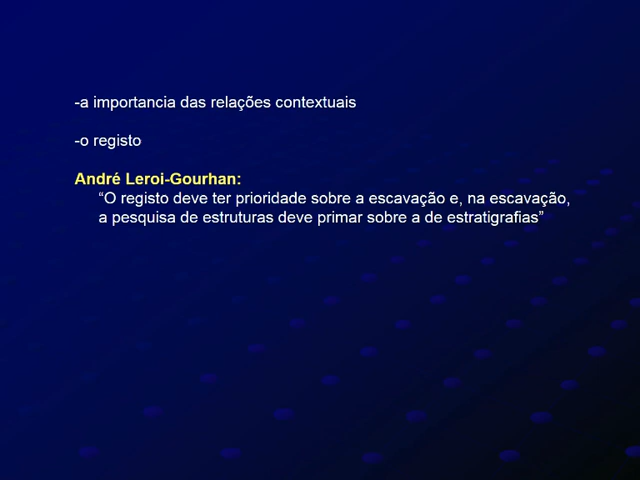 -a importancia das relações contextuais
-o registo
André Leroi-Gourhan:
“O registo deve ter prioridade sobre a escavação e, na escavação,
a pesquisa de estruturas deve primar sobre a de estratigrafias”